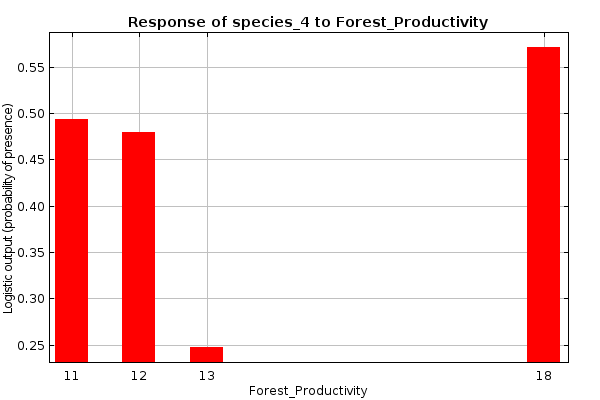 Response of species_4 to Forest_Productivity
Logistic output (probability of presence)
0.55
0.50
0.45
0.40
0.35
0.30
0.25
11 12 13 18
Forest_Productivity